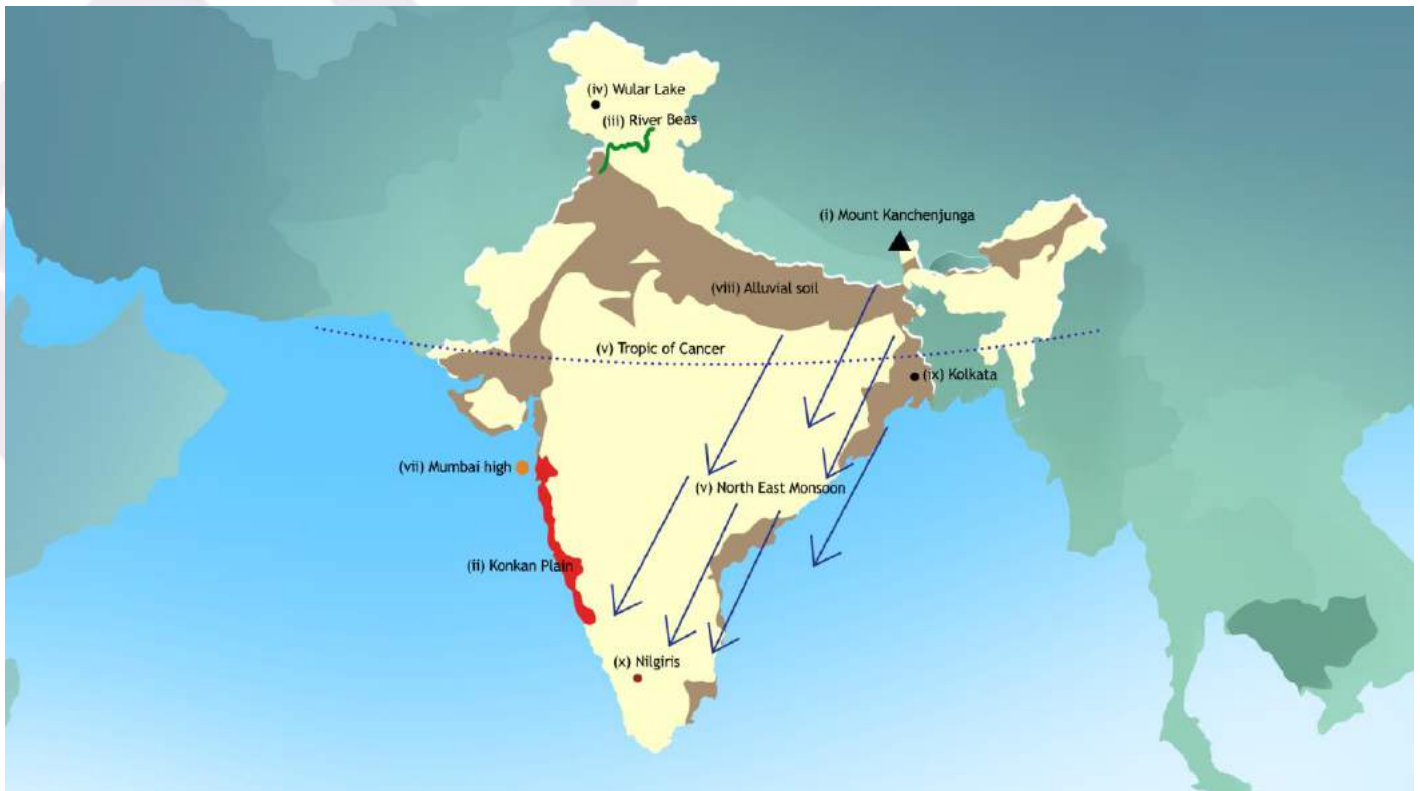 (iv) Wular Lake
(iii) River Beas
(i) Mount Kanchenjunga
(viii) Alluvial soil
(v) Tropic of Cancer
(ix) Kolkata
(vii) Mumbai high
(v) North East Monsoon
(ii) Konkan Plain
(x) Nilgiris